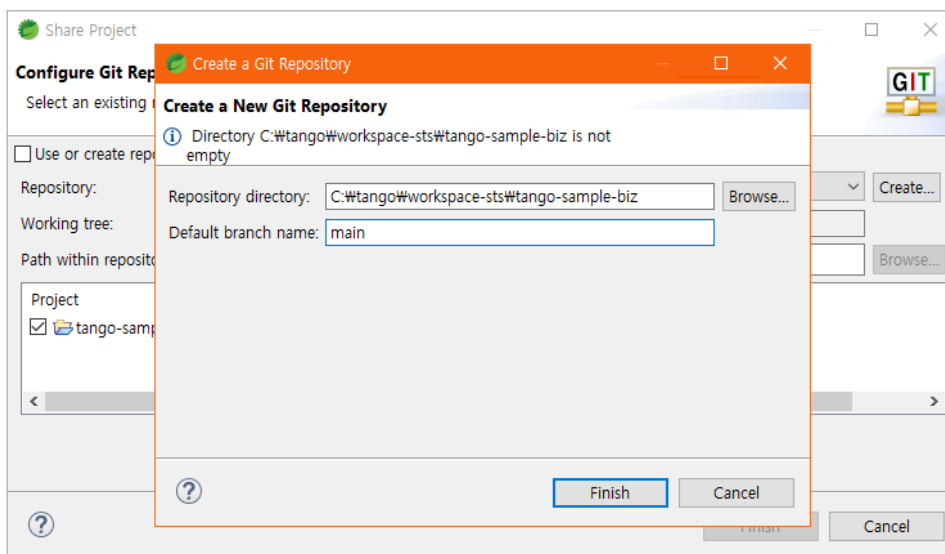 Share Project
Create a Git Repository
Configure Git Rep
GIT
Select an existing
Create a New Git Repository
Directory C:₩tango₩workspace-sts₩tango-sample-biz is not
empty
Use or create rep
Repository:
Create...
Repository directory:
C:₩tango₩workspace-sts₩tango-sample-biz
Browse...
Working tree:
Default branch name:
main
Path within reposito
Browse...
Project
tango-samp
Finish
Cancel
Finish
Cancel